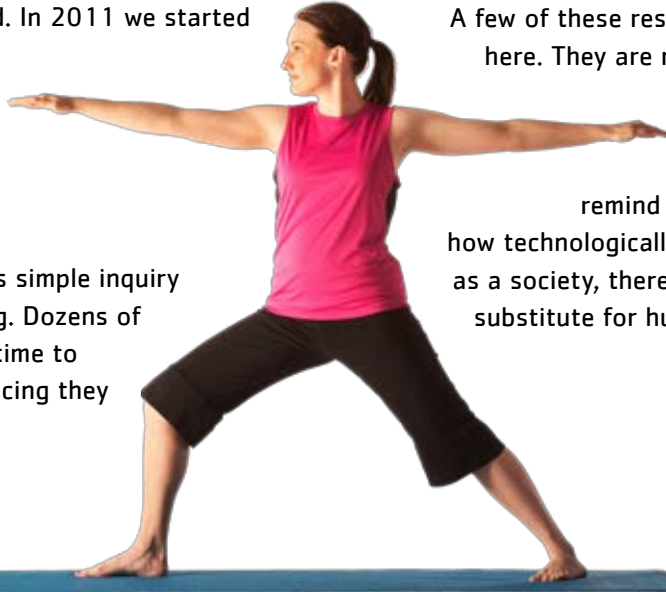 d. In 2011 we started
s simple inquiry
g. Dozens of
time to
cing they
A few of these res
here. They are
remind
how technologicall
as a society, there
substitute for hu